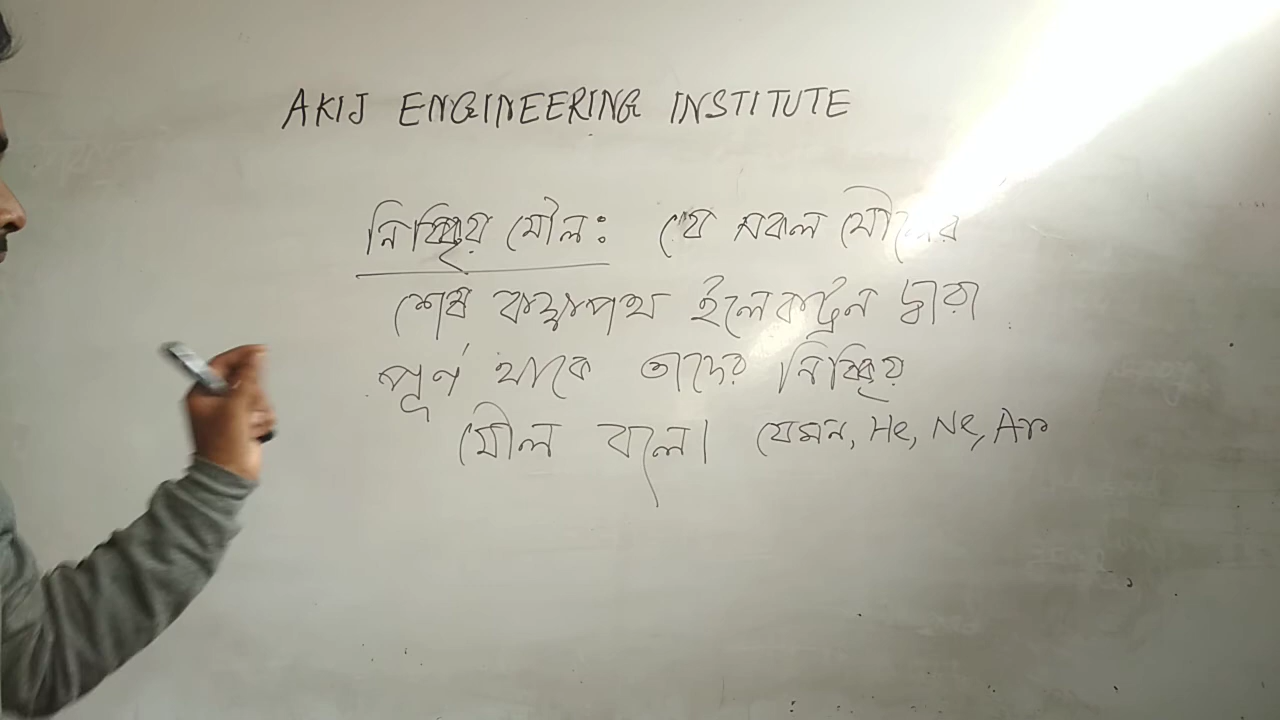 AKIJ ENGINEERING INSTITUTE
নিষ্ক্রিয় মৌলঃ যে সকল মৌলের
শেষ কক্ষপথ ইলেকট্রন দ্বারা
পূর্ণ থাকে তাদের নিষ্ক্রিয়
মৌল বলে। যেমন, He, Ne, Ar